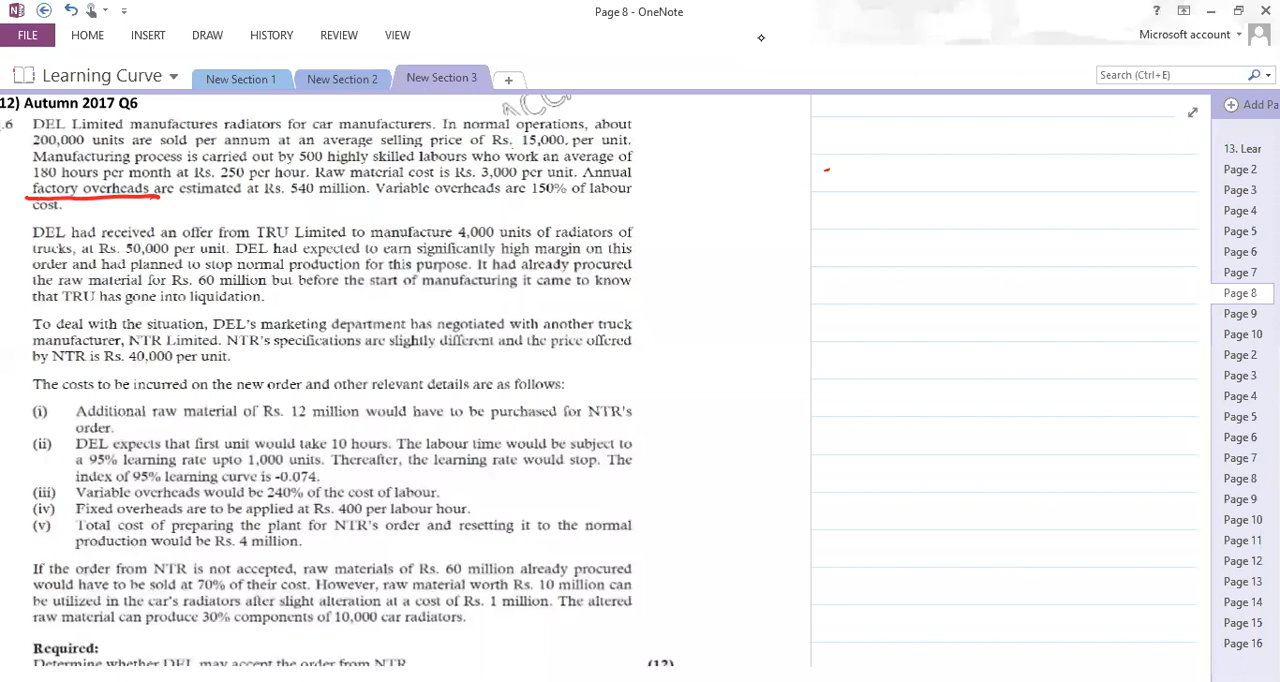 Page 8 - OneNote
?
FILE HOME INSERT DRAW HISTORY REVIEW VIEW
Microsoft account
Learning Curve
New Section 1
New Section 2
New Section 3
+
Search (Ctrl+E)
Add Pa
12) Autumn 2017 Q6
.6 DEL Limited manufactures radiators for car manufacturers. In normal operations, about
200,000 units are sold per annum at an average selling price of Rs. 15,000. per unit.
Manufacturing process is carried out by 500 highly skilled labours who work an average of
180 hours per month at Rs. 250 per hour. Raw material cost is Rs. 3,000 per unit. Annual
factory overheads are estimated at Rs. 540 million. Variable overheads are 150% of labour
cost.
DEL had received an offer from TRU Limited to manufacture 4,000 units of radiators of
trucks, at Rs. 50,000 per unit. DEL had expected to earn significantly high margin on this
order and had planned to stop normal production for this purpose. It had already procured
the raw material for Rs. 60 million but before the start of manufacturing it came to know
that TRU has gone into liquidation.
To deal with the situation, DEL's marketing department has negotiated with another truck
manufacturer, NTR Limited. NTR's specifications are slightly different and the price offered
by NTR is Rs. 40,000 per unit.
The costs to be incurred on the new order and other relevant details are as follows:
(i) Additional raw material of Rs. 12 million would have to be purchased for NTR's
order.
(ii) DEL expects that first unit would take 10 hours. The labour time would be subject to
a 95% learning rate upto 1,000 units. Thereafter, the learning rate would stop. The
index of 95% learning curve is -0.074.
(iii) Variable overheads would be 240% of the cost of labour.
(iv) Fixed overheads are to be applied at Rs. 400 per labour hour.
(v) Total cost of preparing the plant for NTR's order and resetting it to the normal
production would be Rs. 4 million.
If the order from NTR is not accepted, raw materials of Rs. 60 million already procured
would have to be sold at 70% of their cost. However, raw material worth Rs. 10 million can
be utilized in the car's radiators after slight alteration at a cost of Rs. 1 million. The altered
raw material can produce 30% components of 10,000 car radiators.
Required:
Determine whether DEL may accept the order from NTR. (12)
13. Lear
Page 2
Page 3
Page 4
Page 5
Page 6
Page 7
Page 8
Page 9
Page 10
Page 2
Page 3
Page 4
Page 5
Page 6
Page 7
Page 8
Page 9
Page 10
Page 11
Page 12
Page 13
Page 14
Page 15
Page 16